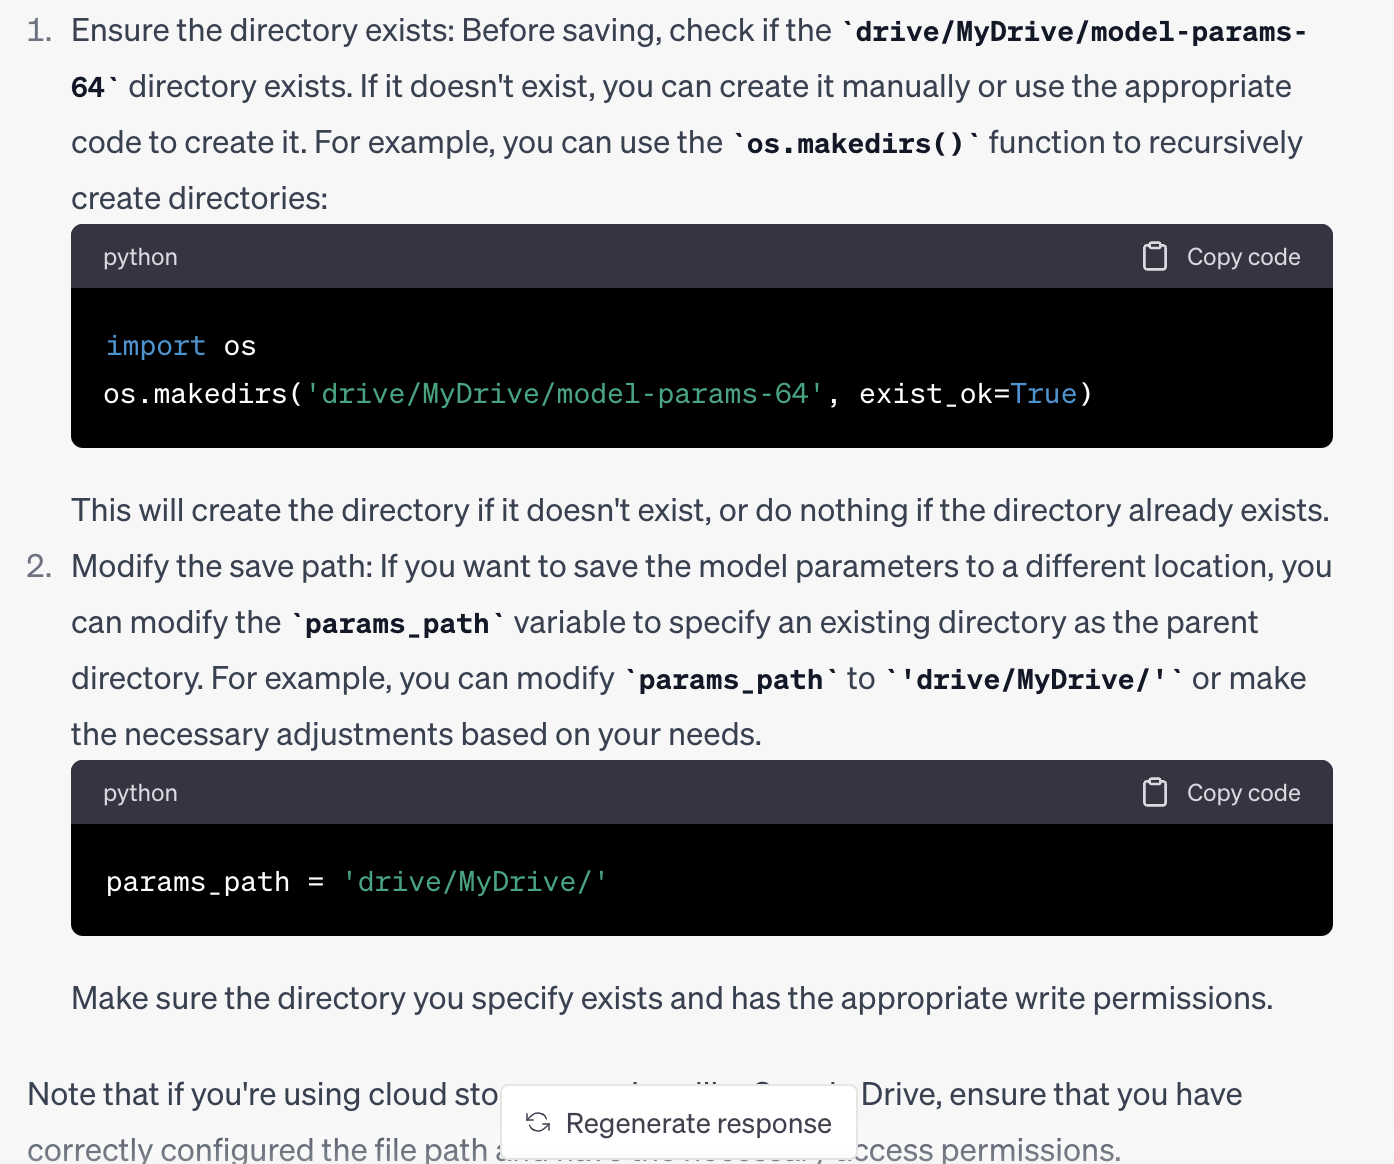 1. Ensure the directory exists: Before saving, check if the `drive/MyDrive/model-params-
64` directory exists. If it doesn't exist, you can create it manually or use the appropriate
code to create it. For example, you can use the `os.makedirs()` function to recursively
create directories:
python Copy code
import os
os.makedirs('drive/MyDrive/model-params-64', exist_ok=True)
This will create the directory if it doesn't exist, or do nothing if the directory already exists.
2. Modify the save path: If you want to save the model parameters to a different location, you
can modify the `params_path` variable to specify an existing directory as the parent
directory. For example, you can modify `params_path` to `'drive/MyDrive/'` or make
the necessary adjustments based on your needs.
python Copy code
params_path = 'drive/MyDrive/'
Make sure the directory you specify exists and has the appropriate write permissions.
Note that if you're using cloud sto Drive, ensure that you have
Regenerate response
correctly configured the file path access permissions.